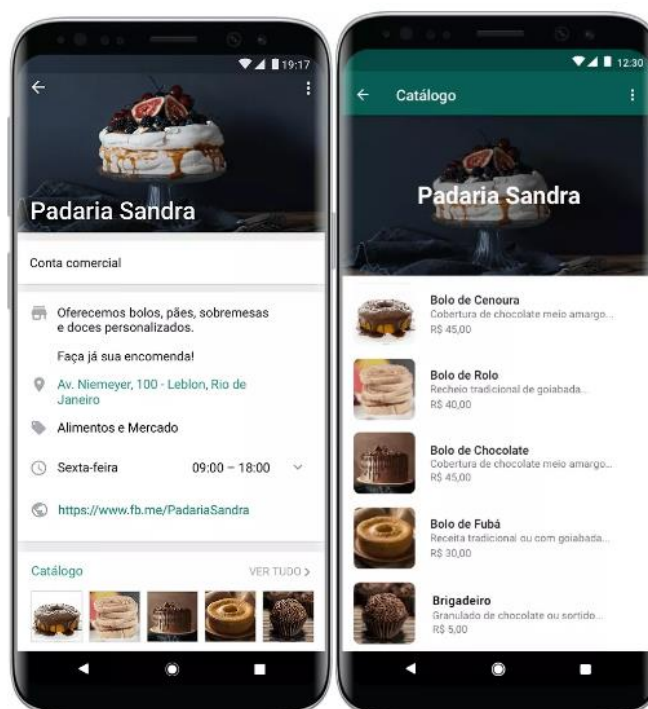 19:17
Padaria Sandra
Conta comercial
Oferecemos bolos, pães, sobremesas
e doces personalizados.
Faça já sua encomenda!
Av. Niemeyer, 100 - Leblon, Rio de
Janeiro
Alimentos e Mercado
Sexta-feira 09:00 – 18:00
https://www.fb.me/PadariaSandra
Catálogo VER TUDO
12:30
Catálogo
Padaria Sandra
Bolo de Cenoura
Cobertura de chocolate meio amargo...
R$ 45,00
Bolo de Rolo
Recheio tradicional de goiabada...
R$ 40,00
Bolo de Chocolate
Cobertura de chocolate meio amargo...
R$ 45,00
Bolo de Fubá
Receita tradicional ou com goiabada...
R$ 30,00
Brigadeiro
Granulado de chocolate ou sortido...
R$ 5,00